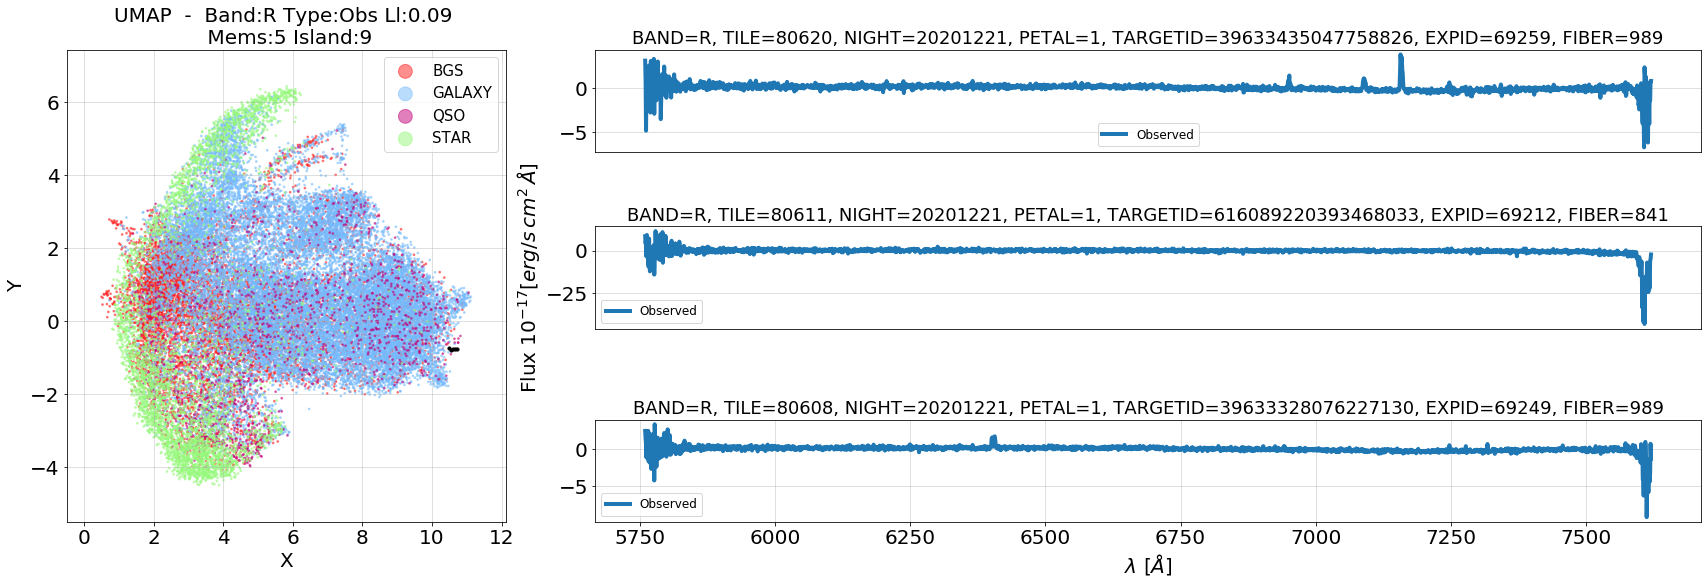 UMAP - Band:R Type:Obs Ll:0.09
Mems:5 Island:9
BGS
GALAXY
QSO
STAR
6
4
2
0
−2
−4
Y
0
2
4
6
8
10
12
X
Flux 10⁻¹⁷[erg/s cm² Å]
BAND=R, TILE=80620, NIGHT=20201221, PETAL=1, TARGETID=39633435047758826, EXPID=69259, FIBER=989
0
−5
Observed
BAND=R, TILE=80611, NIGHT=20201221, PETAL=1, TARGETID=616089220393468033, EXPID=69212, FIBER=841
0
−25
Observed
BAND=R, TILE=80608, NIGHT=20201221, PETAL=1, TARGETID=39633328076227130, EXPID=69249, FIBER=989
0
−5
Observed
5750
6000
6250
6500
6750
7000
7250
7500
λ [Å]